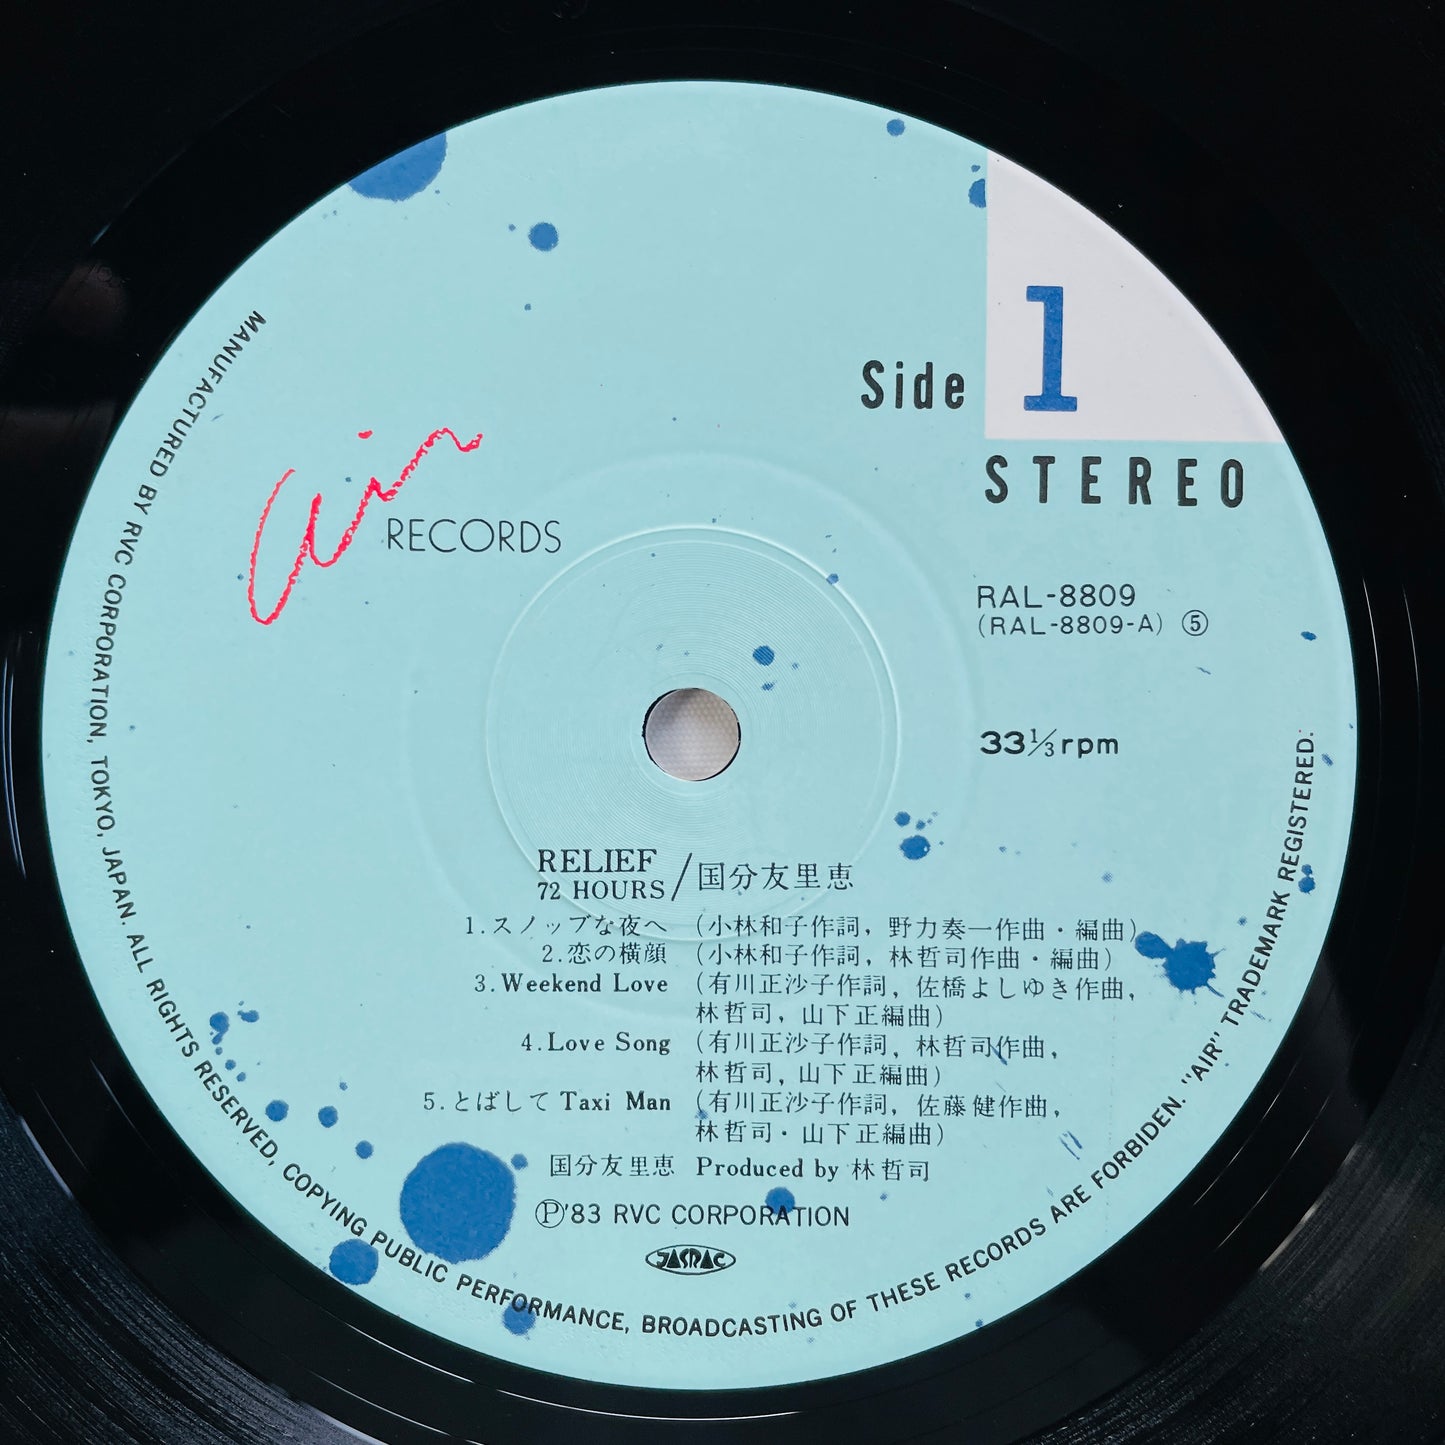 Side 1
STEREO
Air RECORDS
RAL-8809
(RAL-8809-A) ⑤
33⅓rpm
RELIEF
72 HOURS/国分友里恵
1.スノッブな夜へ (小林和子作詞, 野力奏一作曲・編曲)
2.恋の横顔 (小林和子作詞, 林哲司作曲・編曲)
3.Weekend Love (有川正沙子作詞, 佐橋よしゆき作曲,
林哲司, 山下正編曲)
4.Love Song (有川正沙子作詞, 林哲司作曲,
林哲司, 山下正編曲)
5.とばして Taxi Man (有川正沙子作詞, 佐藤健作曲,
林哲司・山下正編曲)
国分友里恵 Produced by 林哲司
Ⓟ'83 RVC CORPORATION
JASRAC
MANUFACTURED BY RVC CORPORATION, TOKYO, JAPAN. ALL RIGHTS RESERVED, COPYING PUBLIC PERFORMANCE, BROADCASTING OF THESE RECORDS ARE FORBIDEN. "AIR" TRADEMARK REGISTERED.